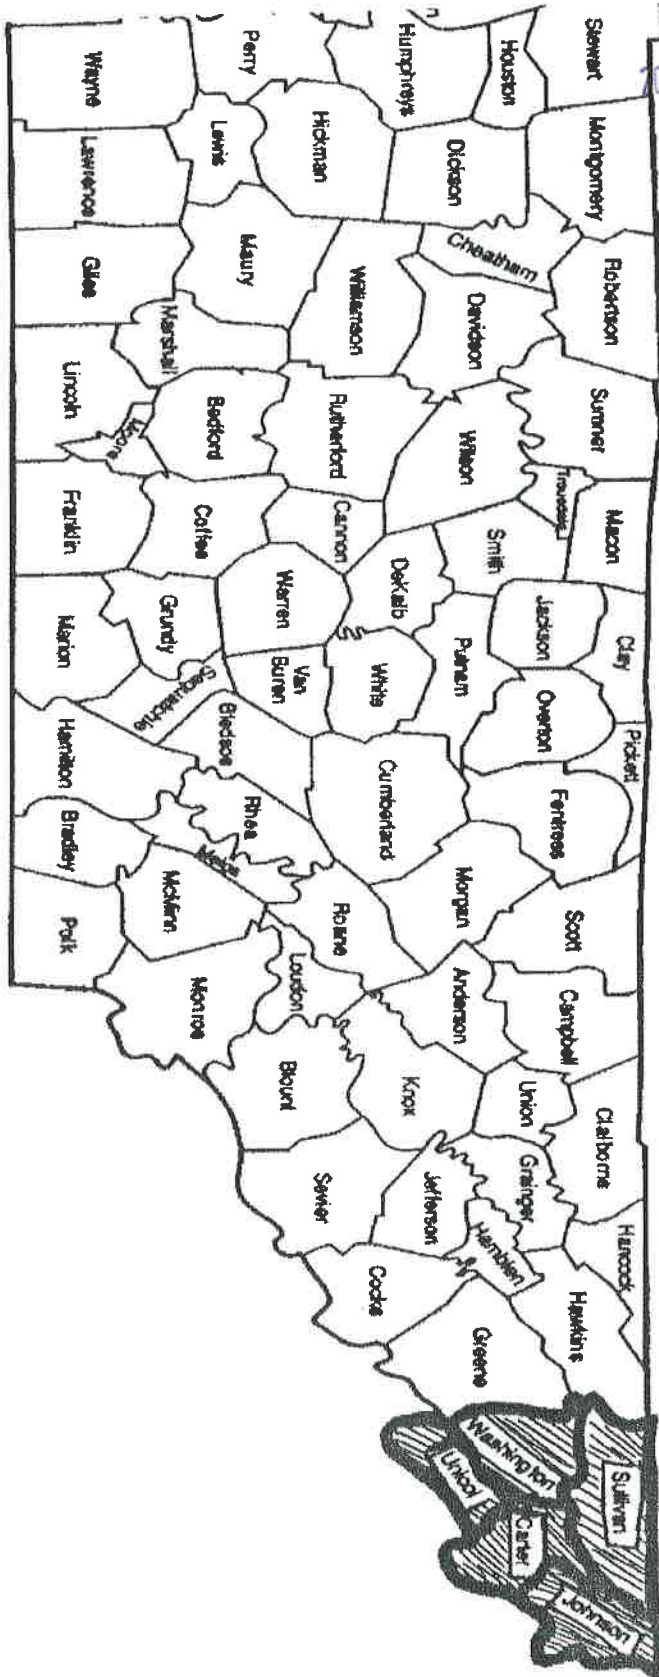 Stewart
Houston
Humphreys
Perry
Wayne
Montgomery
Dickson
Hickman
Lewis
Lawrence
Robertson
Cheatham
Davidson
Williamson
Maury
Giles
Sumner
Wilson
Rutherford
Marshall
Bedford
Lincoln
Moore
Macon
Trousdale
Smith
Cannon
Coffee
Franklin
Clay
Jackson
DeKalb
Putnam
Warren
White
Van
Buren
Grundy
Marion
Sequatchie
Pickett
Overton
Fentress
Cumberland
Bledsoe
Rhea
Hamilton
Meigs
Bradley
Polk
McMinn
Scott
Morgan
Roane
Loudon
Monroe
Campbell
Anderson
Knox
Blount
Claiborne
Union
Grainger
Jefferson
Sevier
Hancock
Hawkins
Hamblen
Greene
Cocke
Sullivan
Washington
Unicoi
Carter
Johnson